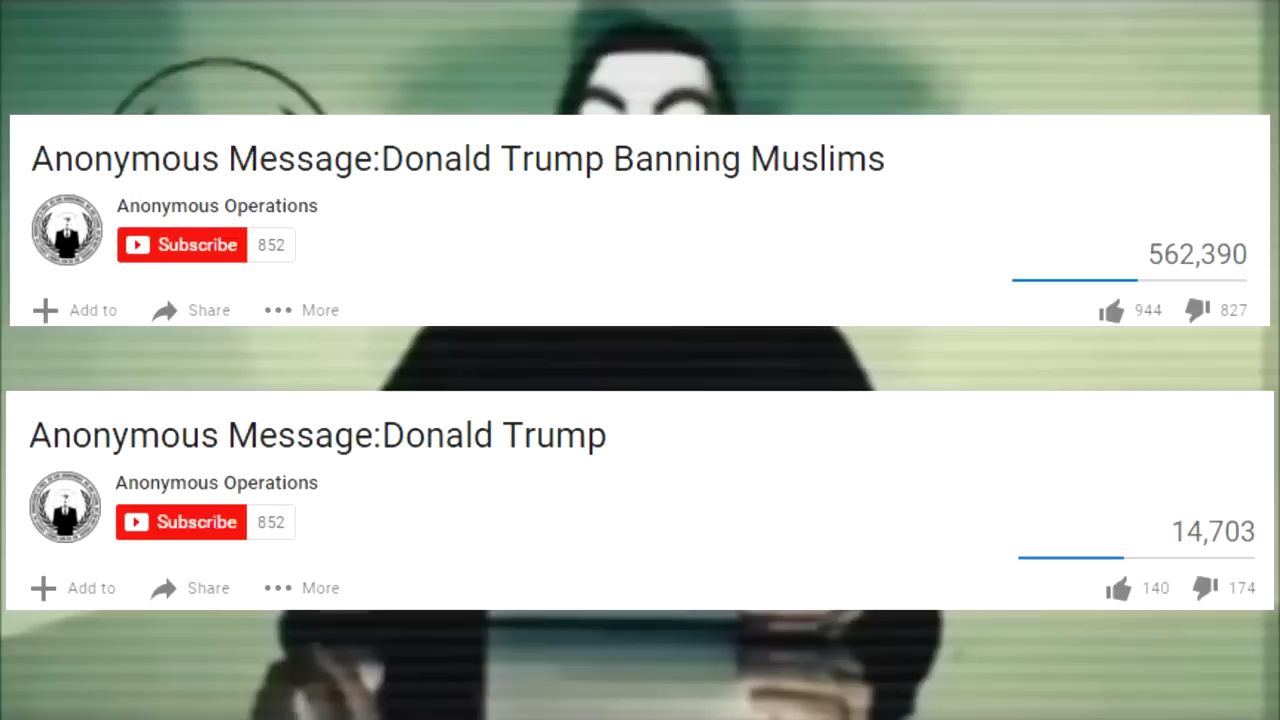 Anonymous Message:Donald Trump Banning Muslims
Anonymous Operations
Subscribe 852
562,390
Add to Share More 944 827
Anonymous Message:Donald Trump
Anonymous Operations
Subscribe 852
14,703
Add to Share More 140 174